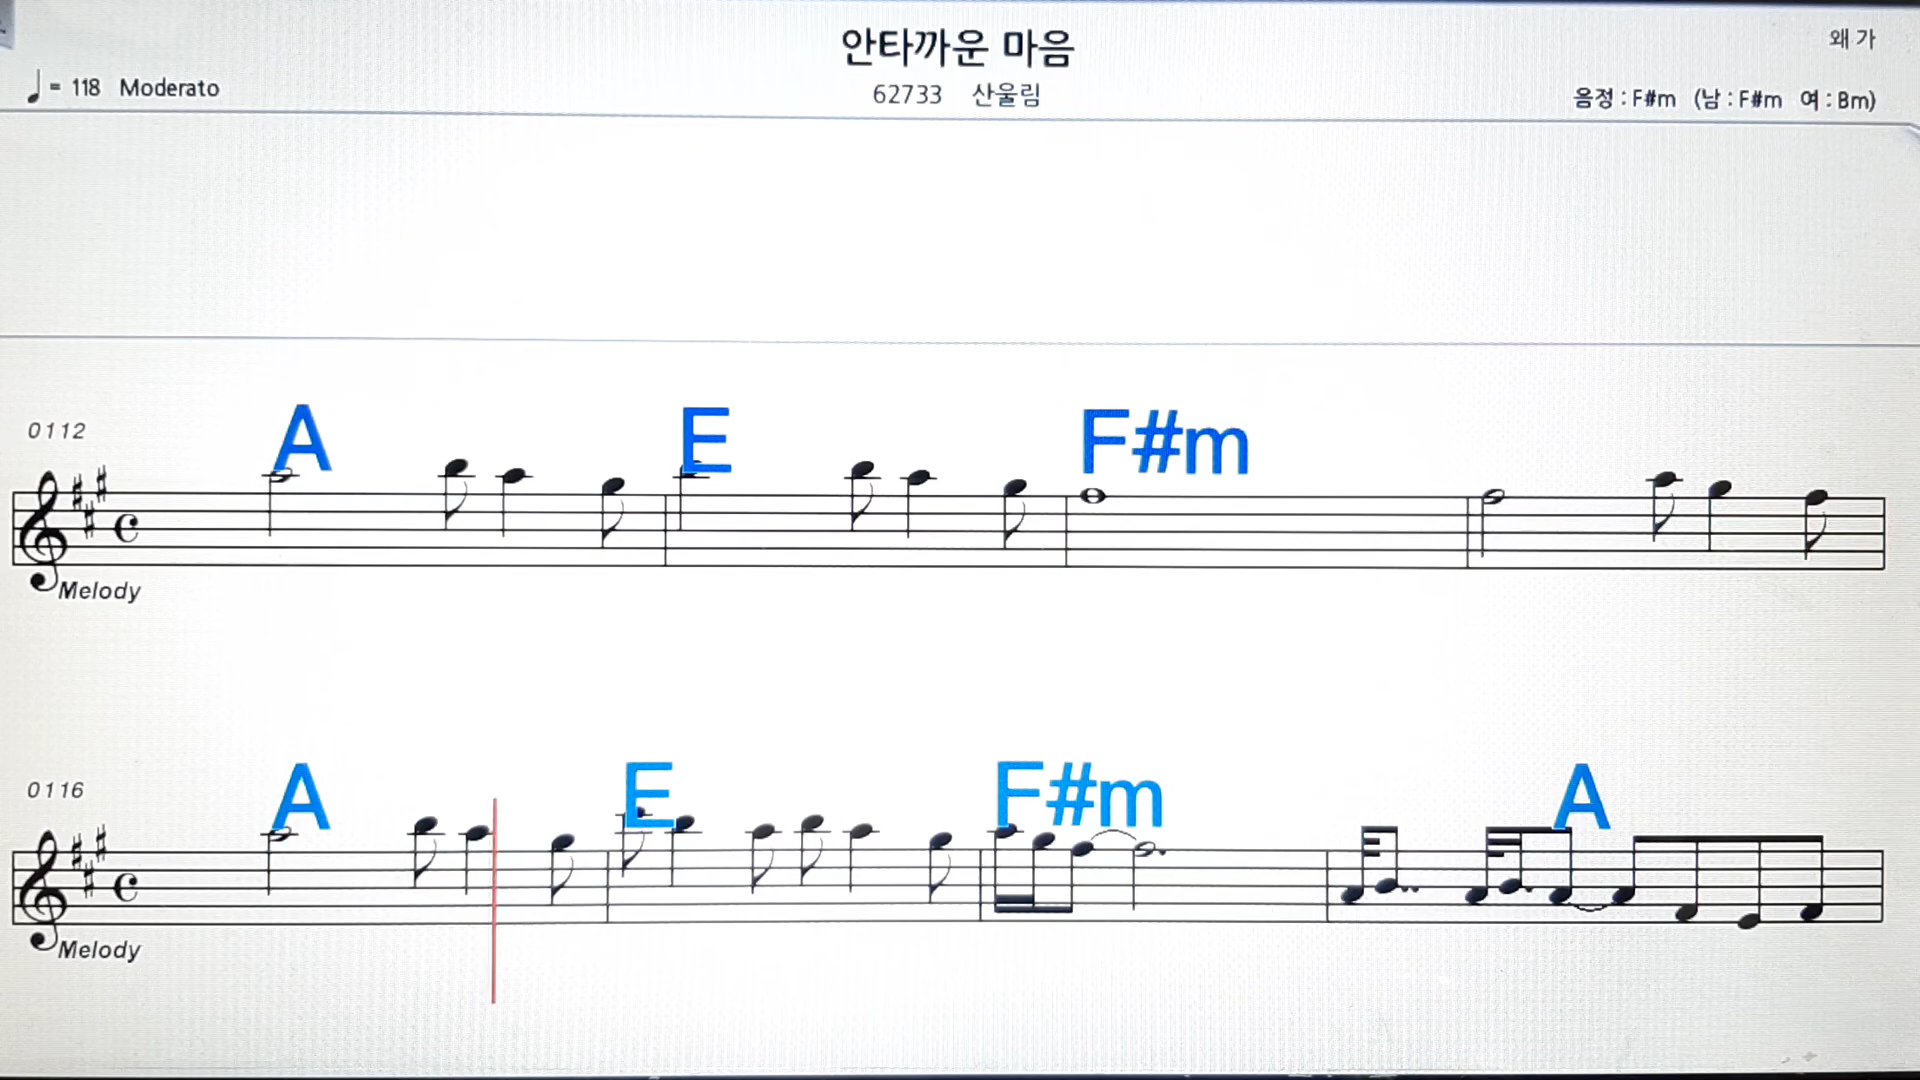 안타까운 마음
왜가
♩= 118 Moderato
62733 산울림
음정 : F#m (남 : F#m 여 : Bm)
0112
A E F#m
Melody
0116
A E F#m A
Melody